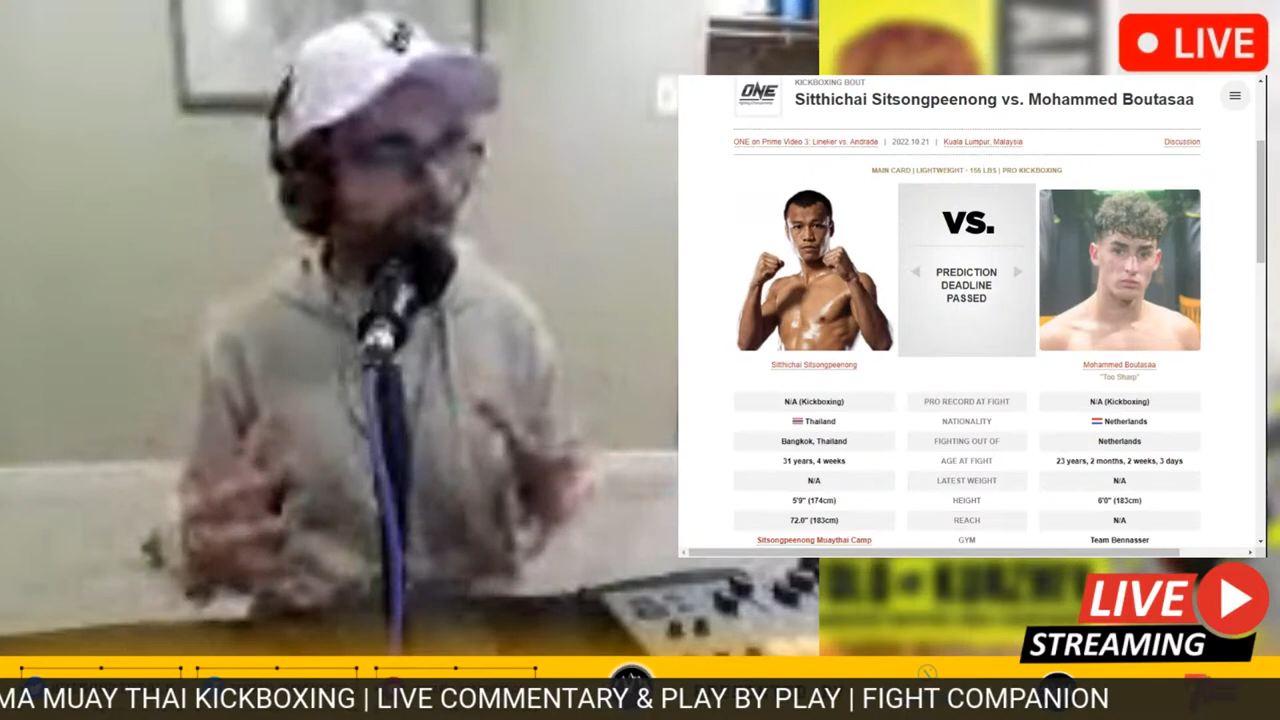 LIVE
KICKBOXING BOUT
ONE
Sitthichai Sitsongpeenong vs. Mohammed Boutasaa
ONE on Prime Video 3: Lineker vs. Andrade | 2022.10.21 | Kuala Lumpur, Malaysia
Discussion
MAIN CARD | LIGHTWEIGHT · 155 LBS | PRO KICKBOXING
VS.
PREDICTION
DEADLINE
PASSED
Sitthichai Sitsongpeenong
Mohammed Boutasaa
"Too Sharp"
N/A (Kickboxing) PRO RECORD AT FIGHT N/A (Kickboxing)
Thailand NATIONALITY Netherlands
Bangkok, Thailand FIGHTING OUT OF Netherlands
31 years, 4 weeks AGE AT FIGHT 23 years, 2 months, 2 weeks, 3 days
N/A LATEST WEIGHT N/A
5'9" (174cm) HEIGHT 6'0" (183cm)
72.0" (183cm) REACH N/A
Sitsongpeenong Muaythai Camp GYM Team Bennasser
LIVE
STREAMING
MA MUAY THAI KICKBOXING | LIVE COMMENTARY & PLAY BY PLAY | FIGHT COMPANION